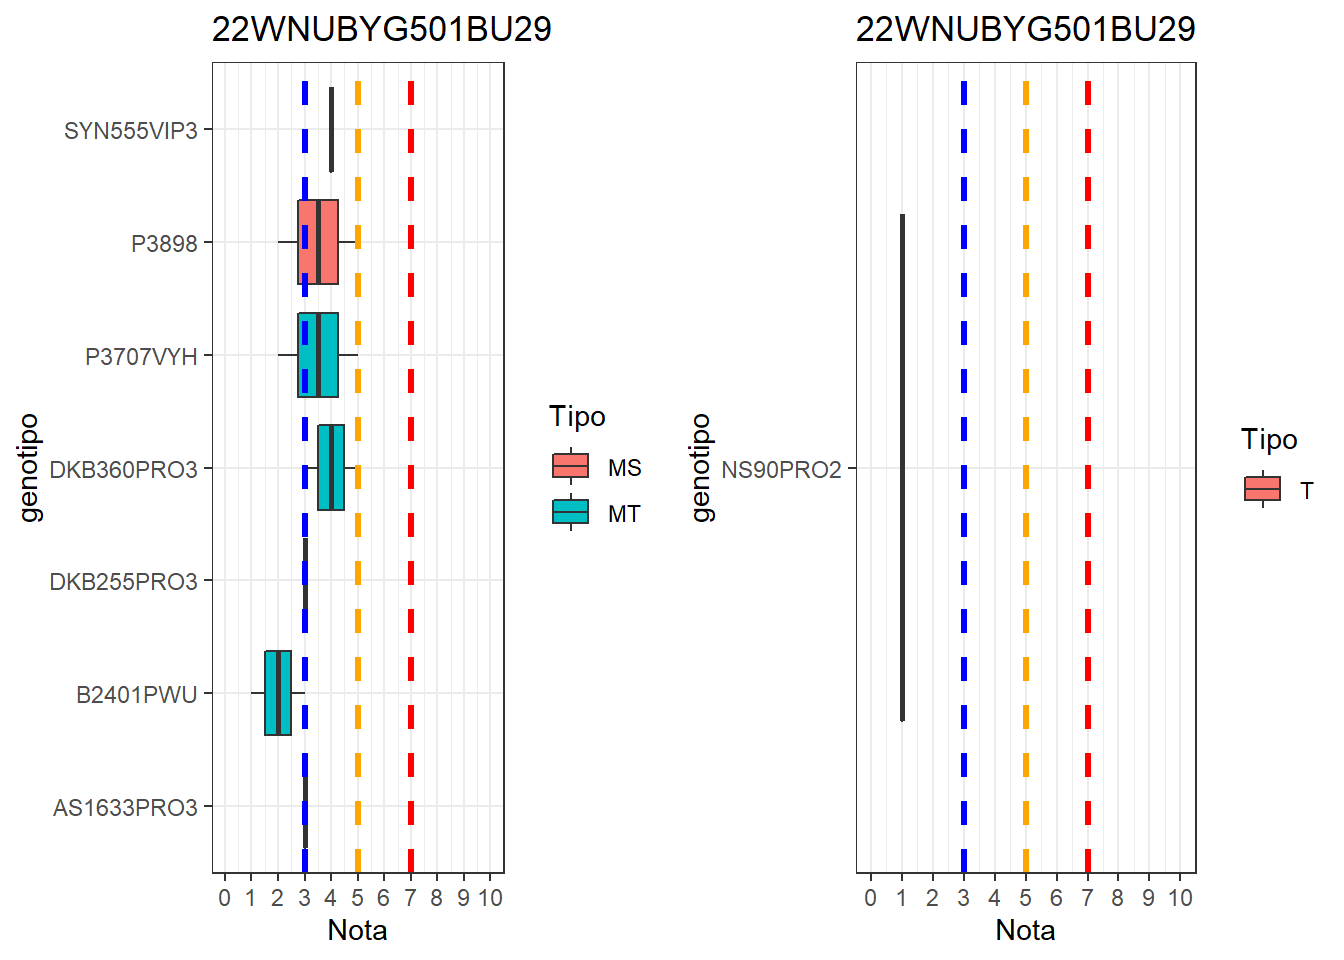 22WNUBYG501BU29
SYN555VIP3
P3898
P3707VYH
DKB360PRO3
DKB255PRO3
B2401PWU
AS1633PRO3
genotipo
0 1 2 3 4 5 6 7 8 9 10
Nota
Tipo
MS
MT
22WNUBYG501BU29
NS90PRO2
genotipo
0 1 2 3 4 5 6 7 8 9 10
Nota
Tipo
T